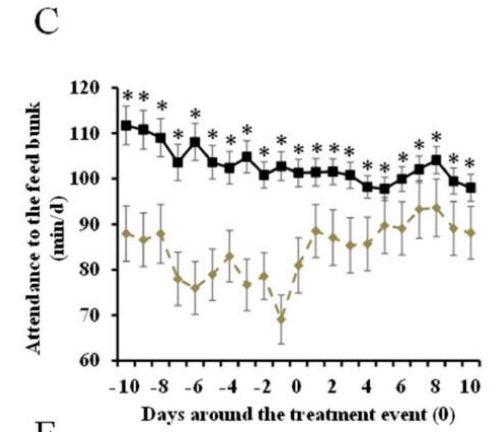 C
120
110
100
90
80
70
60
Attendance to the feed bunk
(min/d)
* * * * * * * * * * * * * * * * * * * * *
-10 -8 -6 -4 -2 0 2 4 6 8 10
Days around the treatment event (0)